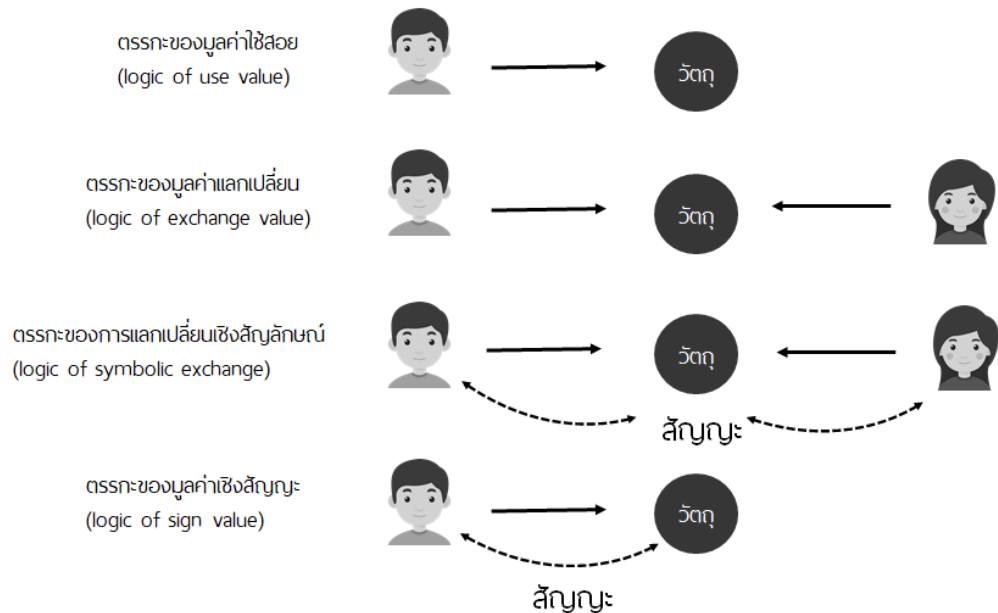 ตรรกะของมูลค่าใช้สอย
(logic of use value)
วัตถุ
ตรรกะของมูลค่าแลกเปลี่ยน
(logic of exchange value)
วัตถุ
ตรรกะของการแลกเปลี่ยนเชิงสัญลักษณ์
(logic of symbolic exchange)
วัตถุ
สัญญะ
ตรรกะของมูลค่าเชิงสัญญะ
(logic of sign value)
วัตถุ
สัญญะ